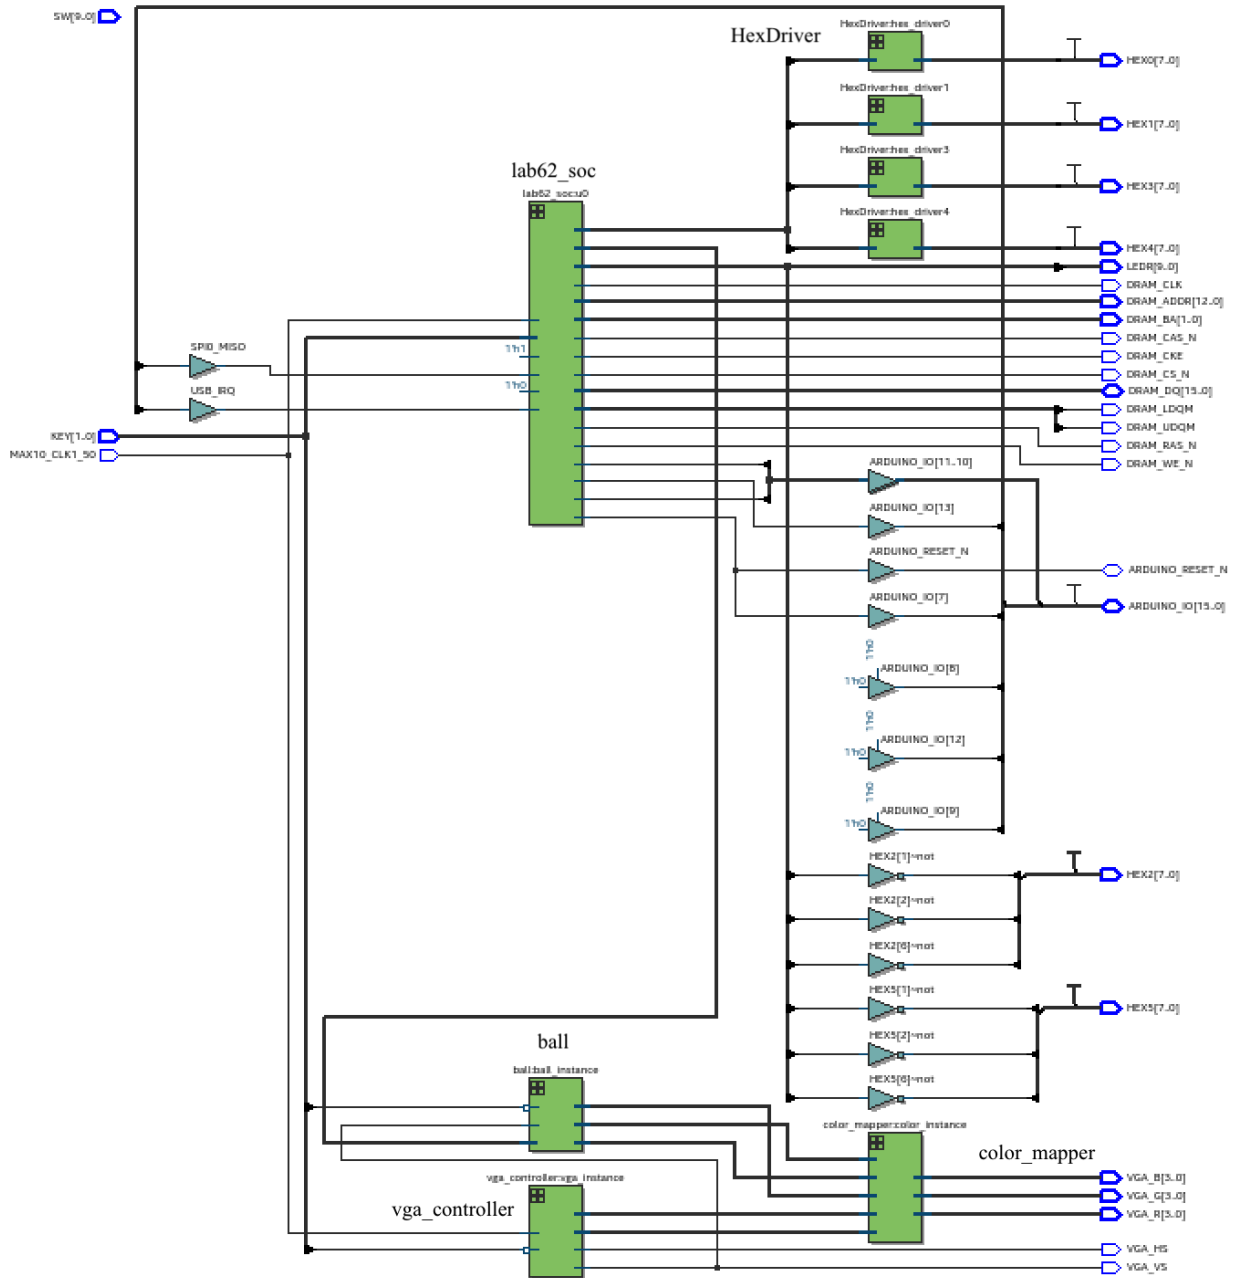 SW[9..0]
HexDriver
HexDriver:hex_driver0
HEX0[7..0]
HexDriver:hex_driver1
HEX1[7..0]
HexDriver:hex_driver3
HEX3[7..0]
lab62_soc
lab62_soc:u0
HexDriver:hex_driver4
HEX4[7..0]
LEDR[9..0]
DRAM_CLK
DRAM_ADDR[12..0]
DRAM_BA[1..0]
DRAM_CAS_N
SPI0_MISO
1'h1
DRAM_CKE
DRAM_CS_N
USB_IRQ
1'h0
DRAM_DQ[15..0]
DRAM_LDQM
DRAM_UDQM
KEY[1..0]
DRAM_RAS_N
MAX10_CLK1_50
DRAM_WE_N
ARDUINO_IO[11..10]
ARDUINO_IO[13]
ARDUINO_RESET_N
ARDUINO_RESET_N
ARDUINO_IO[7]
ARDUINO_IO[15..0]
1'h0
ARDUINO_IO[8]
1'h0
1'h0
ARDUINO_IO[12]
1'h0
1'h0
ARDUINO_IO[9]
1'h0
HEX2[1]~not
HEX2[7..0]
HEX2[2]~not
HEX2[6]~not
HEX5[1]~not
HEX5[7..0]
HEX5[2]~not
ball
ball:ball_instance
HEX5[6]~not
color_mapper:color_instance
color_mapper
vga_controller:vga_instance
VGA_B[3..0]
VGA_G[3..0]
vga_controller
VGA_R[3..0]
VGA_HS
VGA_VS